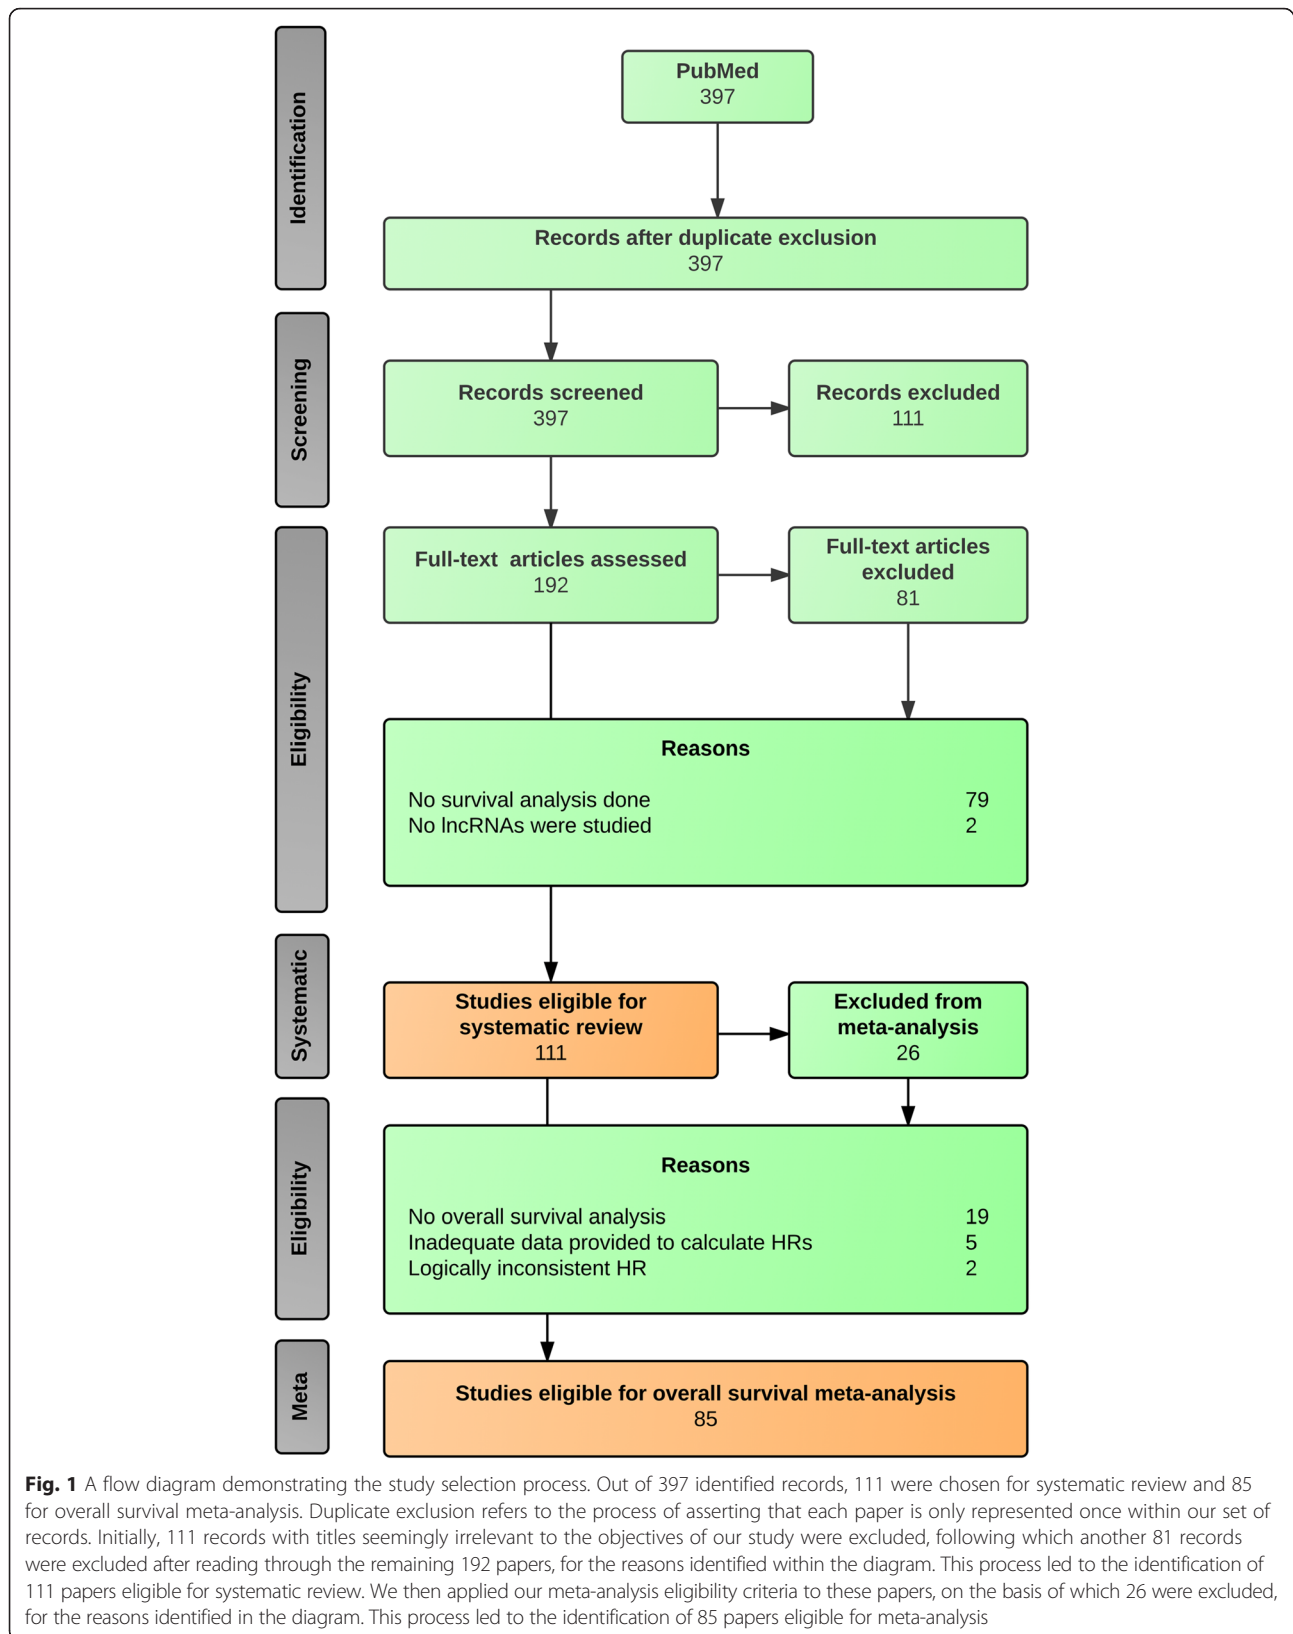 Identification
PubMed
397
Records after duplicate exclusion
397
Screening
Records screened
397
Records excluded
111
Eligibility
Full-text articles assessed
192
Full-text articles
excluded
81
Reasons
No survival analysis done 79
No lncRNAs were studied 2
Systematic
Studies eligible for
systematic review
111
Excluded from
meta-analysis
26
Eligibility
Reasons
No overall survival analysis 19
Inadequate data provided to calculate HRs 5
Logically inconsistent HR 2
Meta
Studies eligible for overall survival meta-analysis
85
Fig. 1 A flow diagram demonstrating the study selection process. Out of 397 identified records, 111 were chosen for systematic review and 85
for overall survival meta-analysis. Duplicate exclusion refers to the process of asserting that each paper is only represented once within our set of
records. Initially, 111 records with titles seemingly irrelevant to the objectives of our study were excluded, following which another 81 records
were excluded after reading through the remaining 192 papers, for the reasons identified within the diagram. This process led to the identification of
111 papers eligible for systematic review. We then applied our meta-analysis eligibility criteria to these papers, on the basis of which 26 were excluded,
for the reasons identified in the diagram. This process led to the identification of 85 papers eligible for meta-analysis